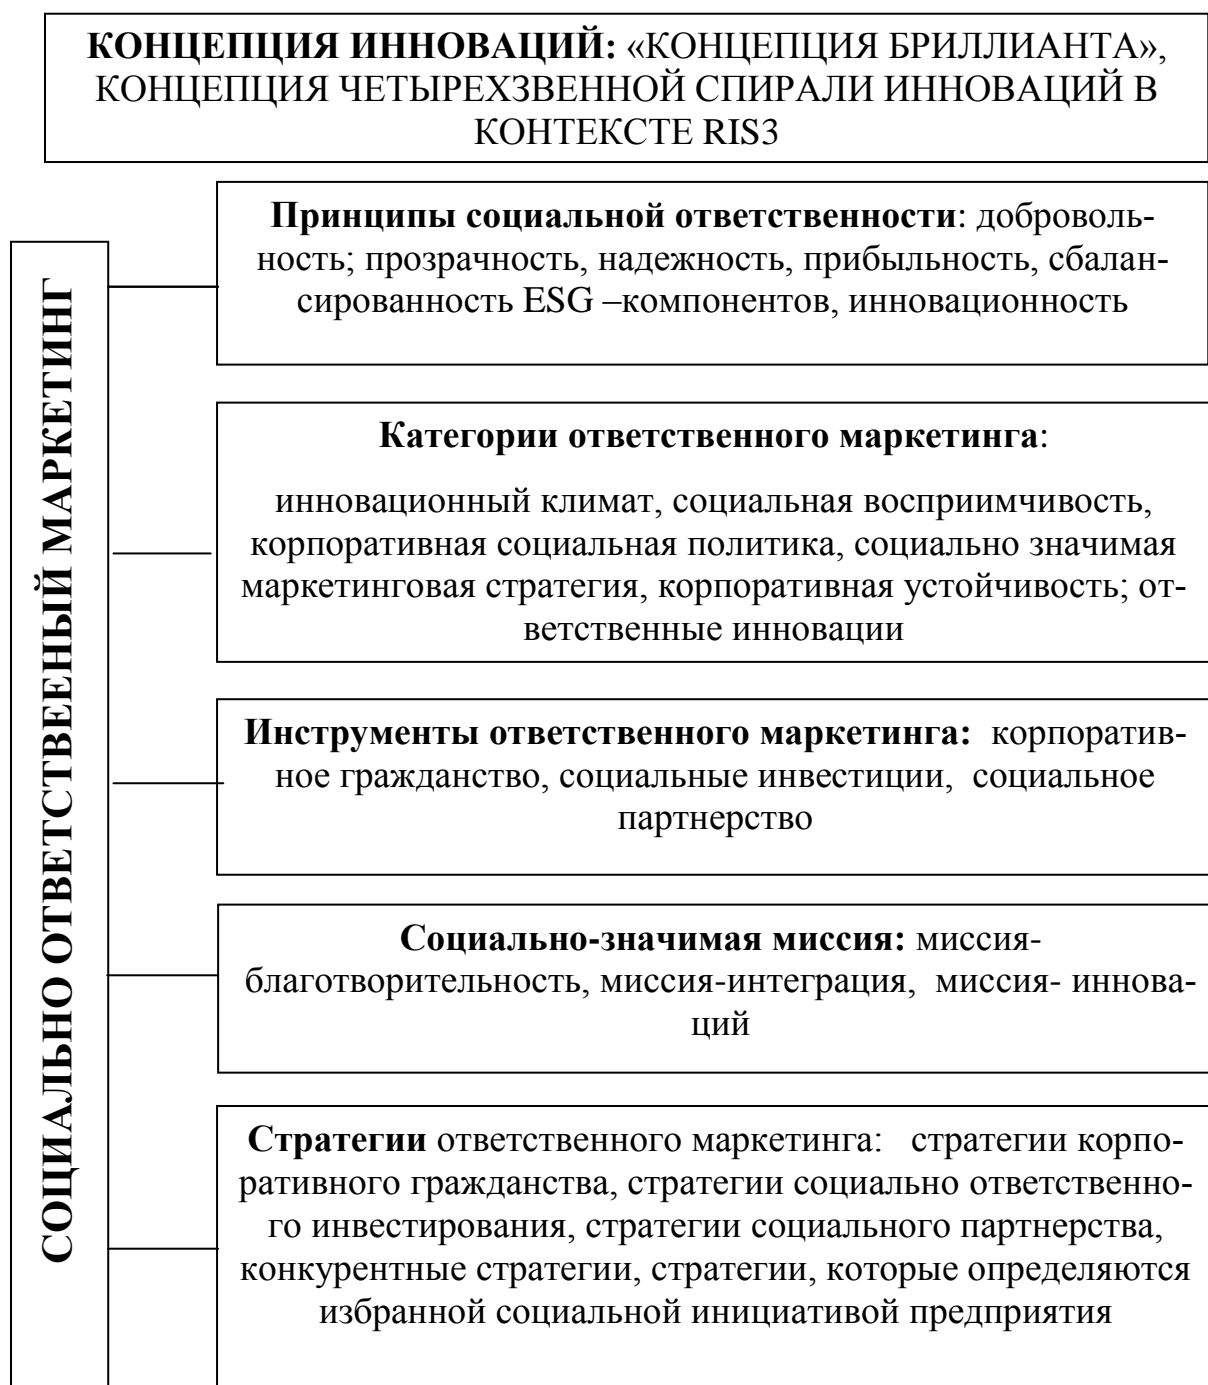 КОНЦЕПЦИЯ ИННОВАЦИЙ: «КОНЦЕПЦИЯ БРИЛЛИАНТА»,
КОНЦЕПЦИЯ ЧЕТЫРЕХЗВЕННОЙ СПИРАЛИ ИННОВАЦИЙ В
КОНТЕКСТЕ RIS3
СОЦИАЛЬНО ОТВЕТСТВЕЕНЫЙ МАРКЕТИНГ
Принципы социальной ответственности: доброволь-
ность; прозрачность, надежность, прибыльность, сбалан-
сированность ESG –компонентов, инновационность
Категории ответственного маркетинга:
инновационный климат, социальная восприимчивость,
корпоративная социальная политика, социально значимая
маркетинговая стратегия, корпоративная устойчивость; от-
ветственные инновации
Инструменты ответственного маркетинга: корпоратив-
ное гражданство, социальные инвестиции, социальное
партнерство
Социально-значимая миссия: миссия-
благотворительность, миссия-интеграция, миссия- иннова-
ций
Стратегии ответственного маркетинга: стратегии корпо-
ративного гражданства, стратегии социально ответственно-
го инвестирования, стратегии социального партнерства,
конкурентные стратегии, стратегии, которые определяются
избранной социальной инициативой предприятия